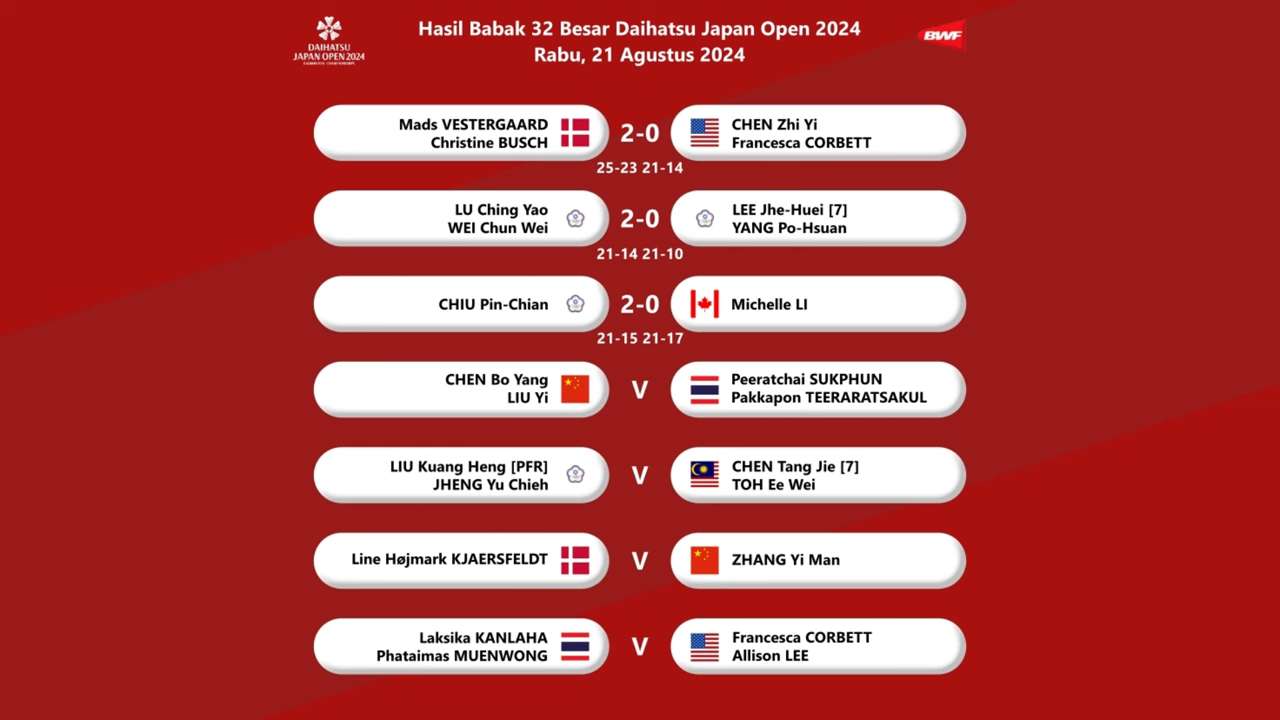 DAIHATSU
JAPAN OPEN 2024
Hasil Babak 32 Besar Daihatsu Japan Open 2024
Rabu, 21 Agustus 2024
BWF
Mads VESTERGAARD
Christine BUSCH
2-0
CHEN Zhi Yi
Francesca CORBETT
25-23 21-14
LU Ching Yao
WEI Chun Wei
2-0
LEE Jhe-Huei [7]
YANG Po-Hsuan
21-14 21-10
CHIU Pin-Chian
2-0
Michelle LI
21-15 21-17
CHEN Bo Yang
LIU Yi
V
Peeratchai SUKPHUN
Pakkapon TEERARATSAKUL
LIU Kuang Heng [PFR]
JHENG Yu Chieh
V
CHEN Tang Jie [7]
TOH Ee Wei
Line Højmark KJAERSFELDT
V
ZHANG Yi Man
Laksika KANLAHA
Phataimas MUENWONG
V
Francesca CORBETT
Allison LEE